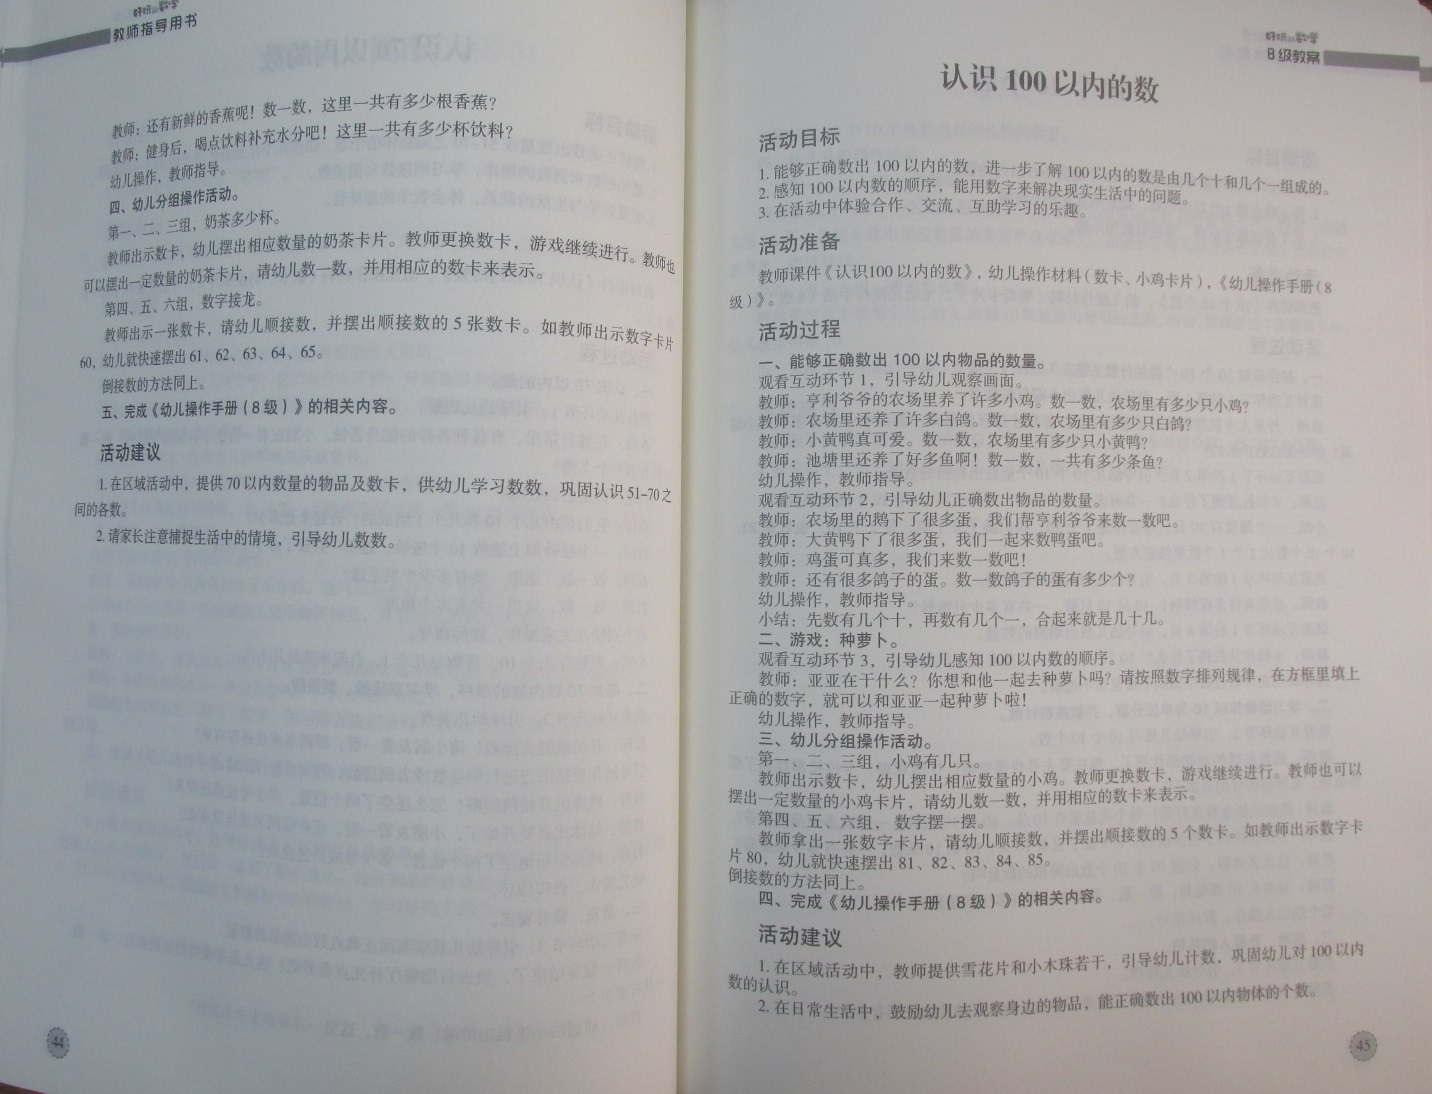 好玩的数学
教师指导用书
教师：还有新鲜的香蕉呢！数一数，这里一共有多少根香蕉？
教师：健身后，喝点饮料补充水分吧！这里一共有多少杯饮料？
幼儿操作，教师指导。
四、幼儿分组操作活动。
第一、二、三组，奶茶多少杯。
教师出示数卡，幼儿摆出相应数量的奶茶卡片。教师更换数卡，游戏继续进行。教师也
可以摆出一定数量的奶茶卡片，请幼儿数一数，并用相应的数卡来表示。
第四、五、六组，数字接龙。
教师出示一张数卡，请幼儿顺接数，并摆出顺接数的 5 张数卡。如教师出示数字卡片
60，幼儿就快速摆出 61、62、63、64、65。
倒接数的方法同上。
五、完成《幼儿操作手册（8 级）》的相关内容。
活动建议
1. 在区域活动中，提供 70 以内数量的物品及数卡，供幼儿学习数数，巩固认识 51-70 之
间的各数。
2. 请家长注意捕捉生活中的情境，引导幼儿数数。
44
好玩的数学
8 级教案
认识 100 以内的数
活动目标
1. 能够正确数出 100 以内的数，进一步了解 100 以内的数是由几个十和几个一组成的。
2. 感知 100 以内数的顺序，能用数字来解决现实生活中的问题。
3. 在活动中体验合作、交流、互助学习的乐趣。
活动准备
教师课件《认识100 以内的数》，幼儿操作材料（数卡、小鸡卡片），《幼儿操作手册（8
级）》。
活动过程
一、能够正确数出 100 以内物品的数量。
观看互动环节 1，引导幼儿观察画面。
教师：亨利爷爷的农场里养了许多小鸡。数一数，农场里有多少只小鸡？
教师：农场里还养了许多白鸽。数一数，农场里有多少只白鸽？
教师：小黄鸭真可爱。数一数，农场里有多少只小黄鸭？
教师：池塘里还养了好多鱼啊！数一数，一共有多少条鱼？
幼儿操作，教师指导。
观看互动环节 2，引导幼儿正确数出物品的数量。
教师：农场里的鹅下了很多蛋，我们帮亨利爷爷来数一数吧。
教师：大黄鸭下了很多蛋，我们一起来数鸭蛋吧。
教师：鸡蛋可真多，我们来数一数吧！
教师：还有很多鸽子的蛋。数一数鸽子的蛋有多少个？
幼儿操作，教师指导。
小结：先数有几个十，再数有几个一，合起来就是几十几。
二、游戏：种萝卜。
观看互动环节 3，引导幼儿感知 100 以内数的顺序。
教师：亚亚在干什么？你想和他一起去种萝卜吗？请按照数字排列规律，在方框里填上
正确的数字，就可以和亚亚一起种萝卜啦！
幼儿操作，教师指导。
三、幼儿分组操作活动。
第一、二、三组，小鸡有几只。
教师出示数卡，幼儿摆出相应数量的小鸡。教师更换数卡，游戏继续进行。教师也可以
摆出一定数量的小鸡卡片，请幼儿数一数，并用相应的数卡来表示。
第四、五、六组， 数字摆一摆。
教师拿出一张数字卡片，请幼儿顺接数，并摆出顺接数的 5 个数卡。如教师出示数字卡
片 80，幼儿就快速摆出 81、82、83、84、85。
倒接数的方法同上。
四、完成《幼儿操作手册（8 级）》的相关内容。
活动建议
1. 在区域活动中，教师提供雪花片和小木珠若干，引导幼儿计数，巩固幼儿对 100 以内
数的认识。
2. 在日常生活中，鼓励幼儿去观察身边的物品，能正确数出 100 以内物体的个数。
45